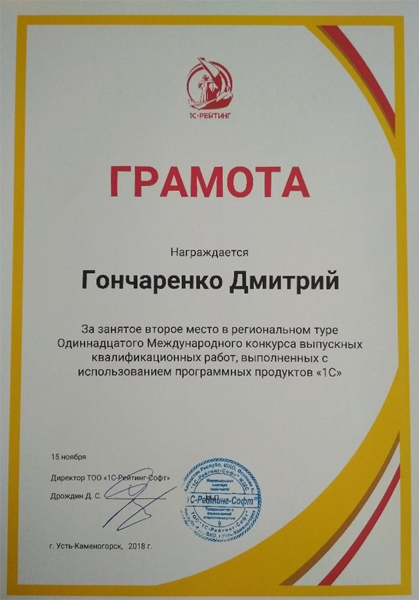 1С-РЕЙТИНГ
ГРАМОТА
Награждается
Гончаренко Дмитрий
За занятое второе место в региональном туре
Одиннадцатого Международного конкурса выпускных
квалификационных работ, выполненных с
использованием программных продуктов «1С»
15 ноября
Директор ТОО «1С-Рейтинг-Софт»
Дрождин Д. С.
"1С-Рейтинг-Софт"
г. Усть-Каменогорск, 2018 г.